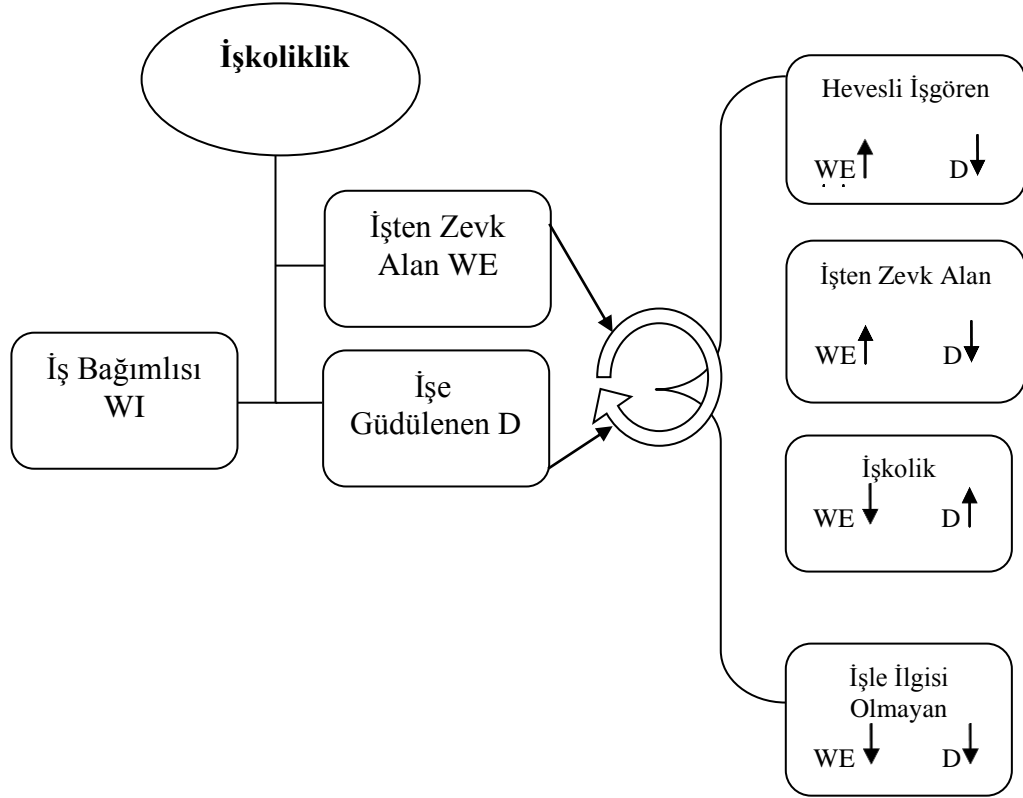 İşkoliklik
İşten Zevk
Alan WE
İş Bağımlısı
WI
İşe
Güdülenen D
Hevesli İşgören
WE D
İşten Zevk Alan
WE D
İşkolik
WE D
İşle İlgisi
Olmayan
WE D